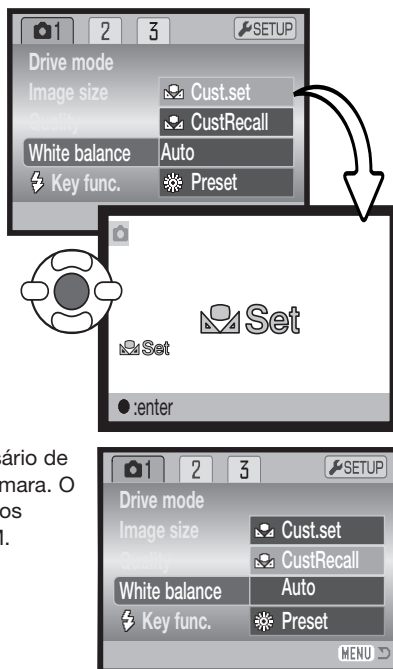 1 2 3 SETUP
Drive mode
Image size Cust.set
Quality CustRecall
White balance Auto
Key func. Preset
Set
Set
:enter
sário de
mara. O
os
M.
1 2 3 SETUP
Drive mode
Image size Cust.set
Quality CustRecall
White balance Auto
Key func. Preset
MENU